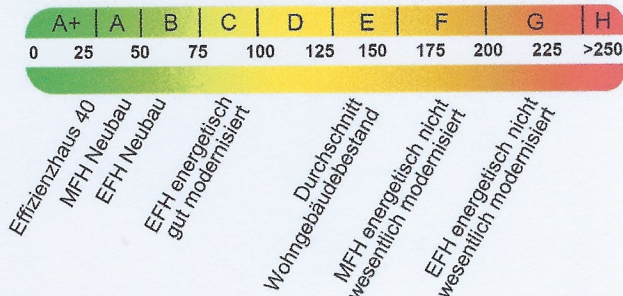 A+ A B C D E F G H
0 25 50 75 100 125 150 175 200 225 >250
Effizienzhaus 40
MFH Neubau
EFH Neubau
EFH energetisch
gut modernisiert
Durchschnitt
Wohngebäudebestand
MFH energetisch nicht
wesentlich modernisiert
EFH energetisch nicht
wesentlich modernisiert